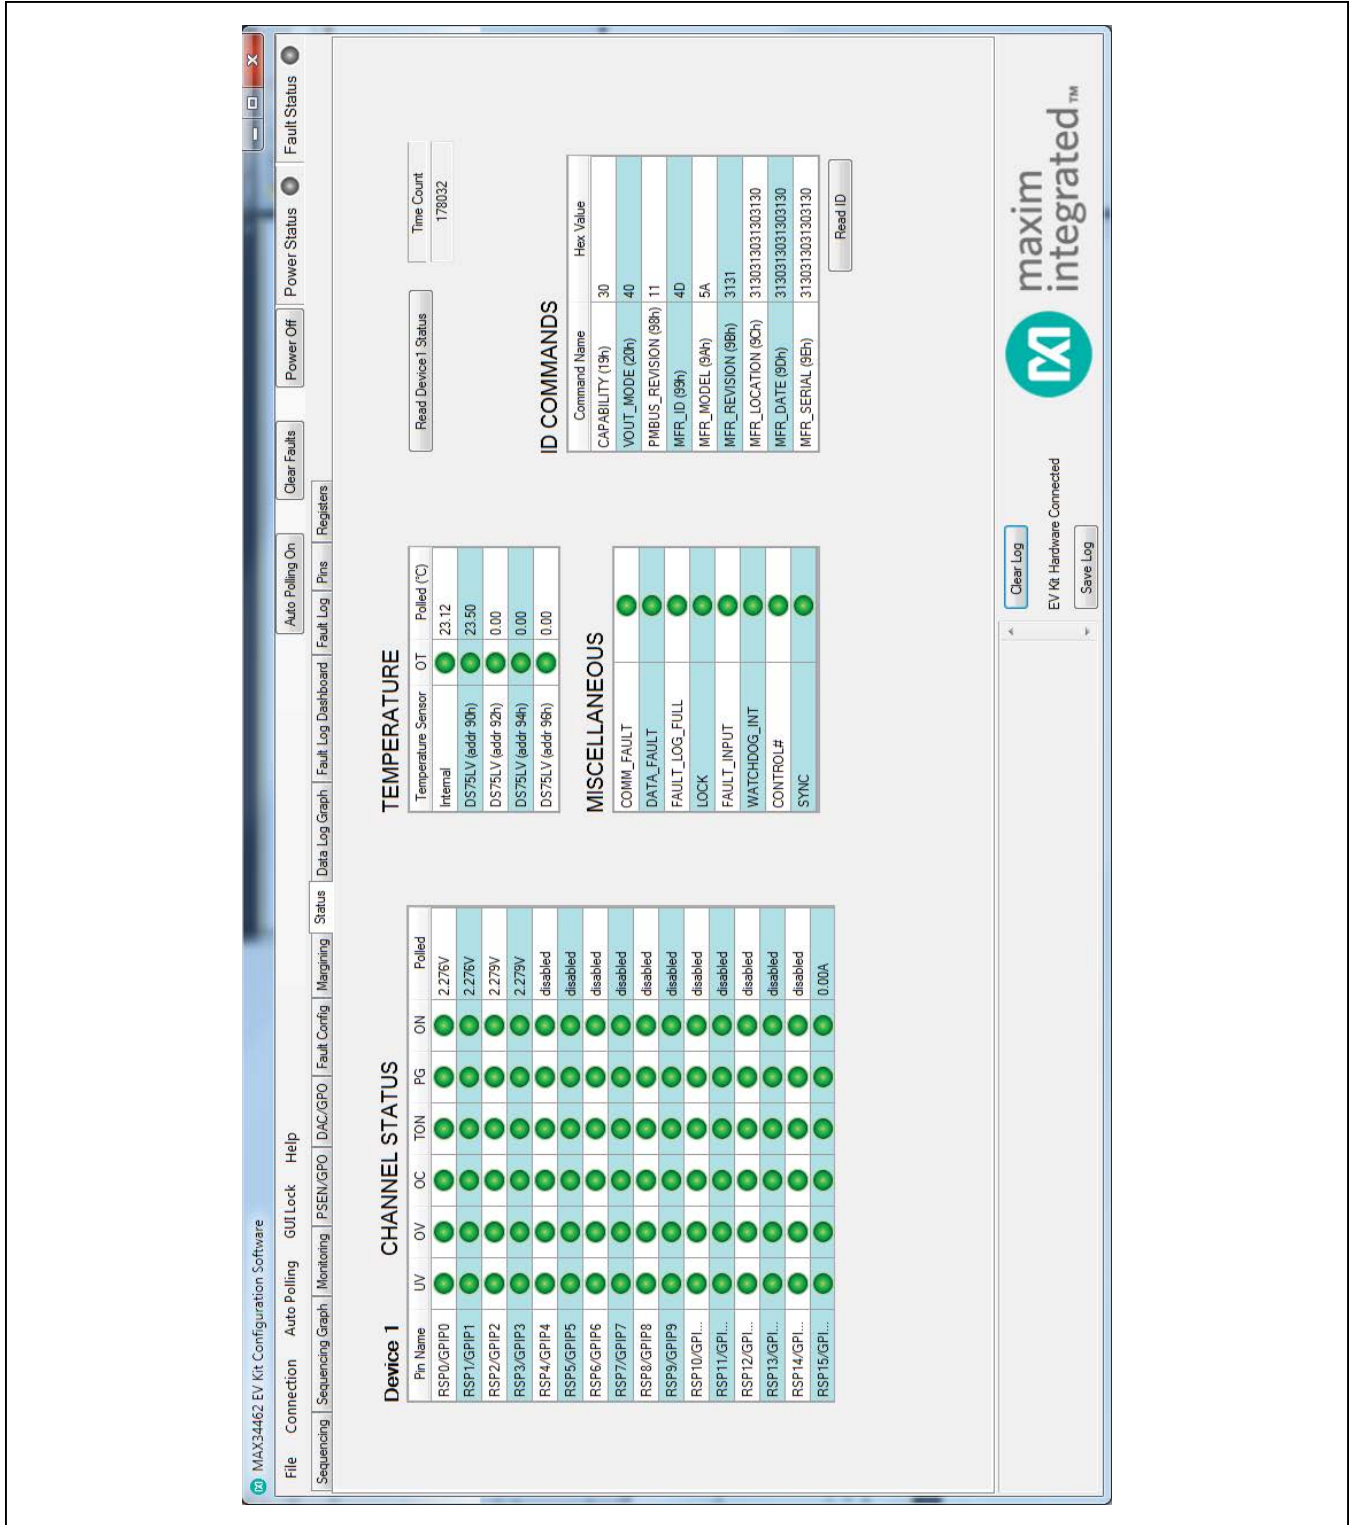 MAX34462 EV Kit Configuration Software
File Connection Auto Polling GUI Lock Help Auto Polling On Clear Faults Power Off Power Status Fault Status
Sequencing Sequencing Graph Monitoring PSEN/GPO DAC/GPO Fault Config Margining Status Data Log Graph Fault Log Dashboard Fault Log Pins Registers
Device 1 CHANNEL STATUS
Pin Name UV OV OC TON PG ON Polled
RSP0/GPIP0 2.276V
RSP1/GPIP1 2.276V
RSP2/GPIP2 2.279V
RSP3/GPIP3 2.279V
RSP4/GPIP4 disabled
RSP5/GPIP5 disabled
RSP6/GPIP6 disabled
RSP7/GPIP7 disabled
RSP8/GPIP8 disabled
RSP9/GPIP9 disabled
RSP10/GPI... disabled
RSP11/GPI... disabled
RSP12/GPI... disabled
RSP13/GPI... disabled
RSP14/GPI... disabled
RSP15/GPI... 0.00A
TEMPERATURE
Temperature Sensor OT Polled (°C)
Internal 23.12
DS75LV (addr 90h) 23.50
DS75LV (addr 92h) 0.00
DS75LV (addr 94h) 0.00
DS75LV (addr 96h) 0.00
MISCELLANEOUS
COMM_FAULT
DATA_FAULT
FAULT_LOG_FULL
LOCK
FAULT_INPUT
WATCHDOG_INT
CONTROL#
SYNC
Read Device1 Status
Time Count
178032
ID COMMANDS
Command Name Hex Value
CAPABILITY (19h) 30
VOUT_MODE (20h) 40
PMBUS_REVISION (98h) 11
MFR_ID (99h) 4D
MFR_MODEL (9Ah) 5A
MFR_REVISION (9Bh) 3131
MFR_LOCATION (9Ch) 3130313031303130
MFR_DATE (9Dh) 3130313031303130
MFR_SERIAL (9Eh) 3130313031303130
Read ID
Clear Log
EV Kit Hardware Connected
Save Log
maxim
integrated™